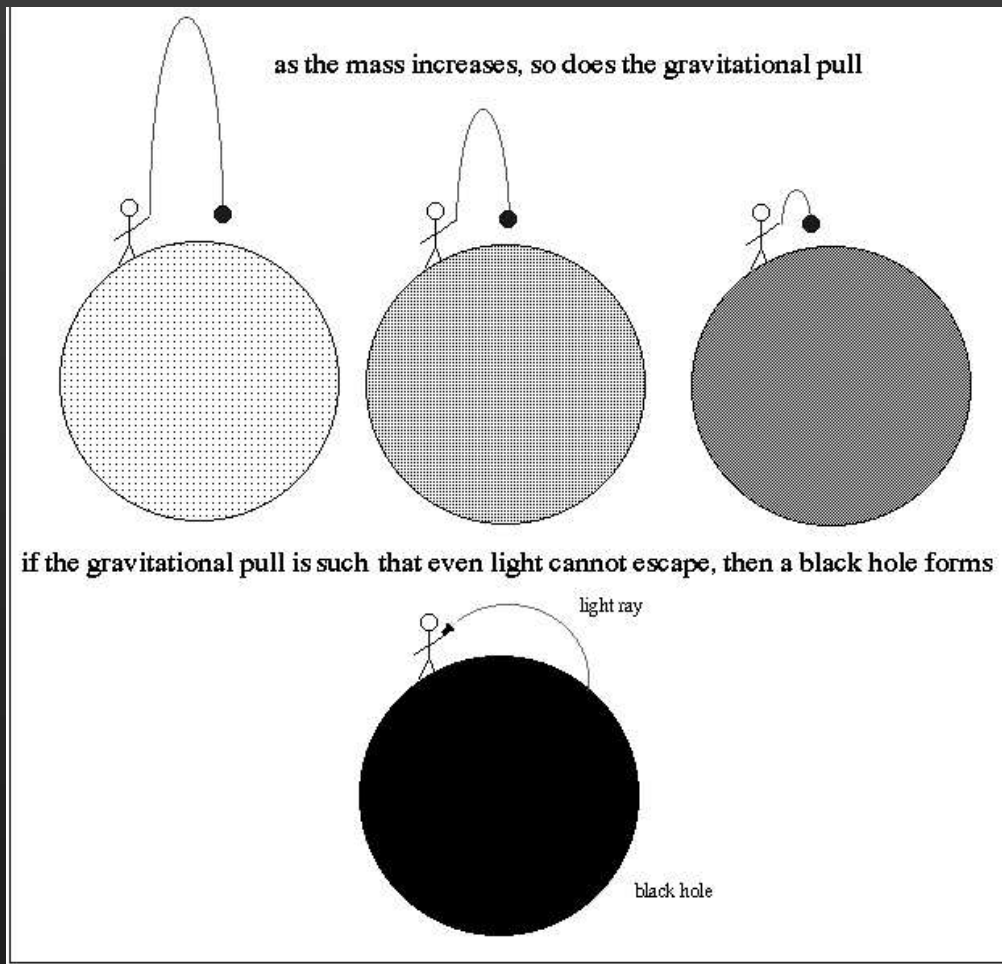 as the mass increases, so does the gravitational pull
if the gravitational pull is such that even light cannot escape, then a black hole forms
light ray
black hole